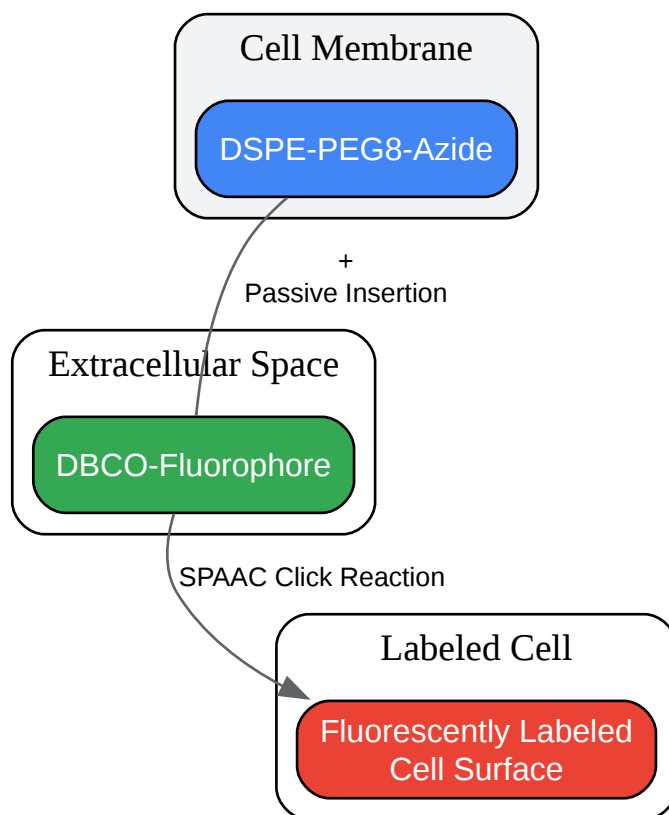 Cell Membrane
DSPE-PEG8-Azide
+
Passive Insertion
Extracellular Space
DBCO-Fluorophore
SPAAC Click Reaction
Labeled Cell
Fluorescently Labeled
Cell Surface